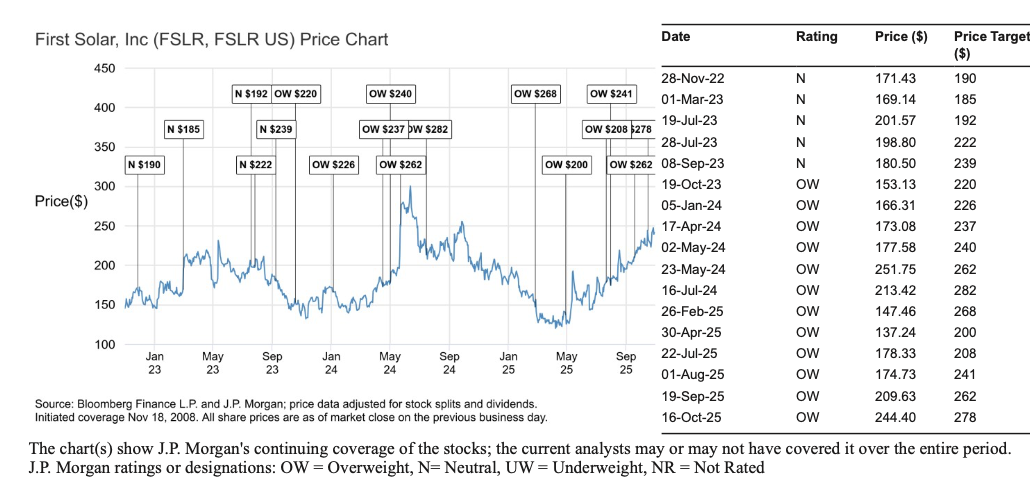 First Solar, Inc (FSLR, FSLR US) Price Chart
450
400
350
300
250
200
150
100
Price($)
N $192 OW $220 OW $240 OW $268 OW $241
N $185 N $239 OW $237 OW $282 OW $208 $278
N $190 N $222 OW $226 OW $262 OW $200 OW $262
Jan May Sep Jan May Sep Jan May Sep
23 23 23 24 24 24 25 25 25
Source: Bloomberg Finance L.P. and J.P. Morgan; price data adjusted for stock splits and dividends.
Initiated coverage Nov 18, 2008. All share prices are as of market close on the previous business day.
Date Rating Price ($) Price Target
($)
28-Nov-22 N 171.43 190
01-Mar-23 N 169.14 185
19-Jul-23 N 201.57 192
28-Jul-23 N 198.80 222
08-Sep-23 N 180.50 239
19-Oct-23 OW 153.13 220
05-Jan-24 OW 166.31 226
17-Apr-24 OW 173.08 237
02-May-24 OW 177.58 240
23-May-24 OW 251.75 262
16-Jul-24 OW 213.42 282
26-Feb-25 OW 147.46 268
30-Apr-25 OW 137.24 200
22-Jul-25 OW 178.33 208
01-Aug-25 OW 174.73 241
19-Sep-25 OW 209.63 262
16-Oct-25 OW 244.40 278
The chart(s) show J.P. Morgan's continuing coverage of the stocks; the current analysts may or may not have covered it over the entire period.
J.P. Morgan ratings or designations: OW = Overweight, N= Neutral, UW = Underweight, NR = Not Rated